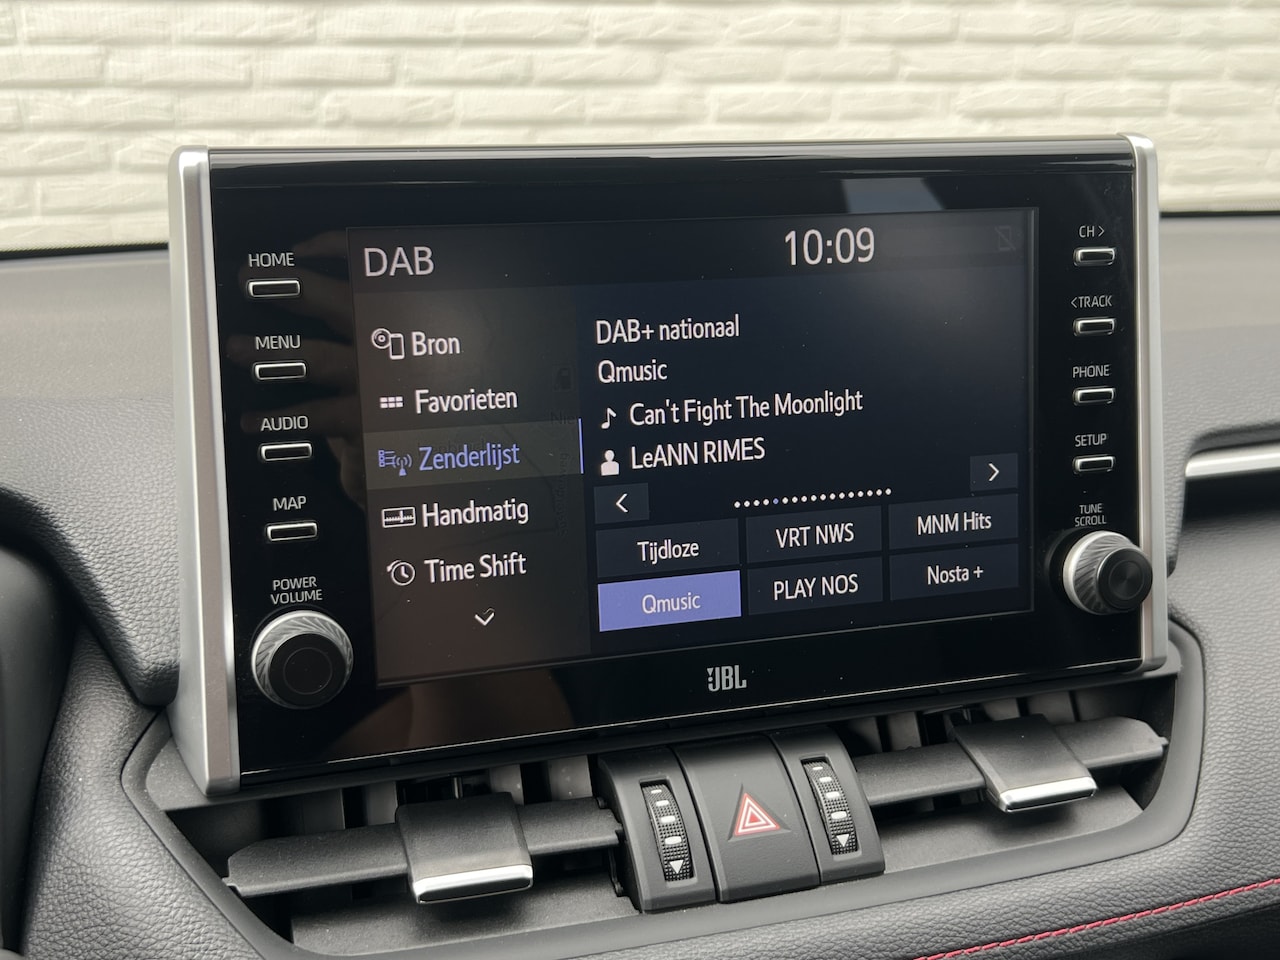 HOME
MENU
AUDIO
MAP
POWER
VOLUME
DAB
10:09
Bron
Favorieten
Zenderlijst
Handmatig
Time Shift
DAB+ nationaal
Qmusic
Can't Fight The Moonlight
LeANN RIMES
Tijdloze
VRT NWS
MNM Hits
Qmusic
PLAY NOS
Nosta +
CH >
< TRACK
PHONE
SETUP
TUNE
SCROLL
JBL